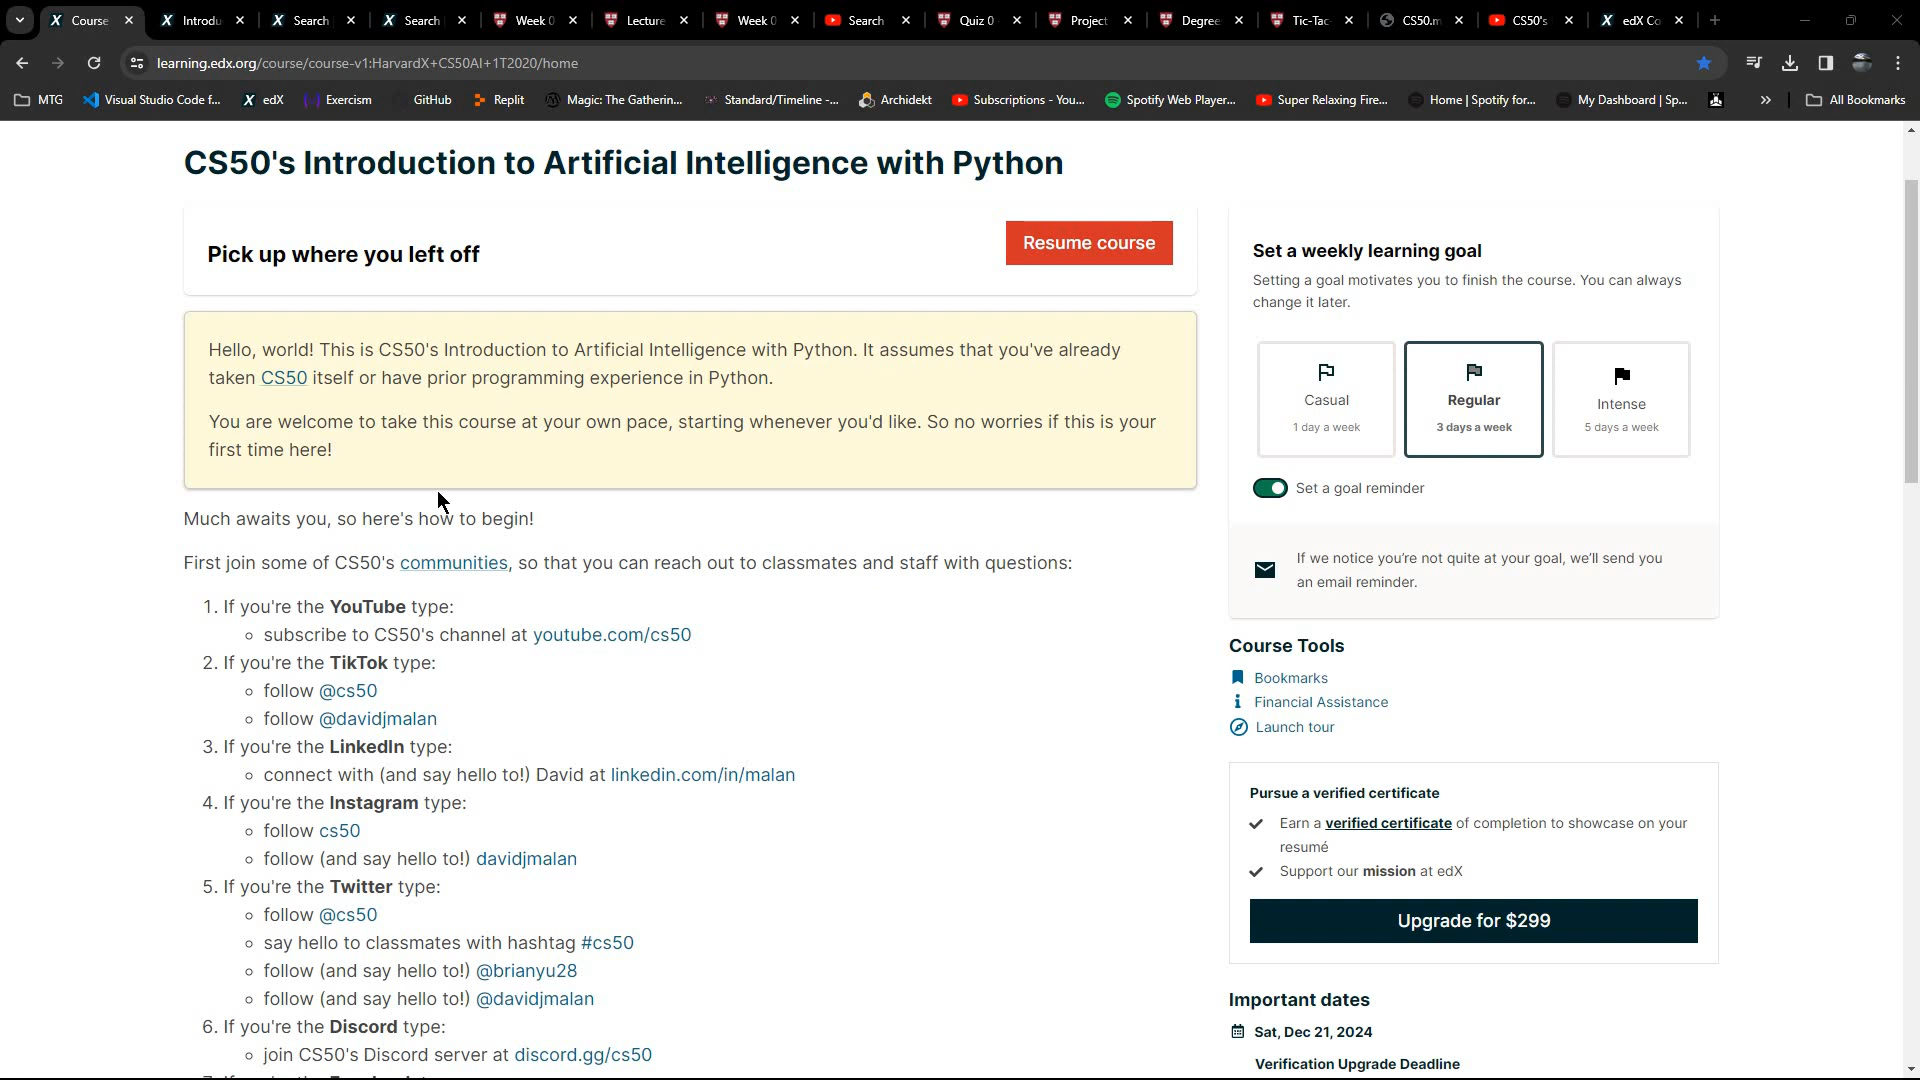 Course
Introdu
Search
Search
Week 0
Lecture
Week 0
Search
Quiz 0
Project
Degree
Tic-Tac
CS50.m
CS50's
edX Co
learning.edx.org/course/course-v1:HarvardX+CS50AI+1T2020/home
MTG
Visual Studio Code f...
edX
Exercism
GitHub
Replit
Magic: The Gatherin...
Standard/Timeline -...
Archidekt
Subscriptions - You...
Spotify Web Player...
Super Relaxing Fire...
Home | Spotify for...
My Dashboard | Sp...
All Bookmarks
CS50's Introduction to Artificial Intelligence with Python
Pick up where you left off
Resume course
Hello, world! This is CS50's Introduction to Artificial Intelligence with Python. It assumes that you've already
taken CS50 itself or have prior programming experience in Python.
You are welcome to take this course at your own pace, starting whenever you'd like. So no worries if this is your
first time here!
Much awaits you, so here's how to begin!
First join some of CS50's communities, so that you can reach out to classmates and staff with questions:
1. If you're the YouTube type:
subscribe to CS50's channel at youtube.com/cs50
2. If you're the TikTok type:
follow @cs50
follow @davidjmalan
3. If you're the LinkedIn type:
connect with (and say hello to!) David at linkedin.com/in/malan
4. If you're the Instagram type:
follow cs50
follow (and say hello to!) davidjmalan
5. If you're the Twitter type:
follow @cs50
say hello to classmates with hashtag #cs50
follow (and say hello to!) @brianyu28
follow (and say hello to!) @davidjmalan
6. If you're the Discord type:
join CS50's Discord server at discord.gg/cs50
Set a weekly learning goal
Setting a goal motivates you to finish the course. You can always
change it later.
Casual
1 day a week
Regular
3 days a week
Intense
5 days a week
Set a goal reminder
If we notice you're not quite at your goal, we'll send you
an email reminder.
Course Tools
Bookmarks
Financial Assistance
Launch tour
Pursue a verified certificate
Earn a verified certificate of completion to showcase on your
resumé
Support our mission at edX
Upgrade for $299
Important dates
Sat, Dec 21, 2024
Verification Upgrade Deadline